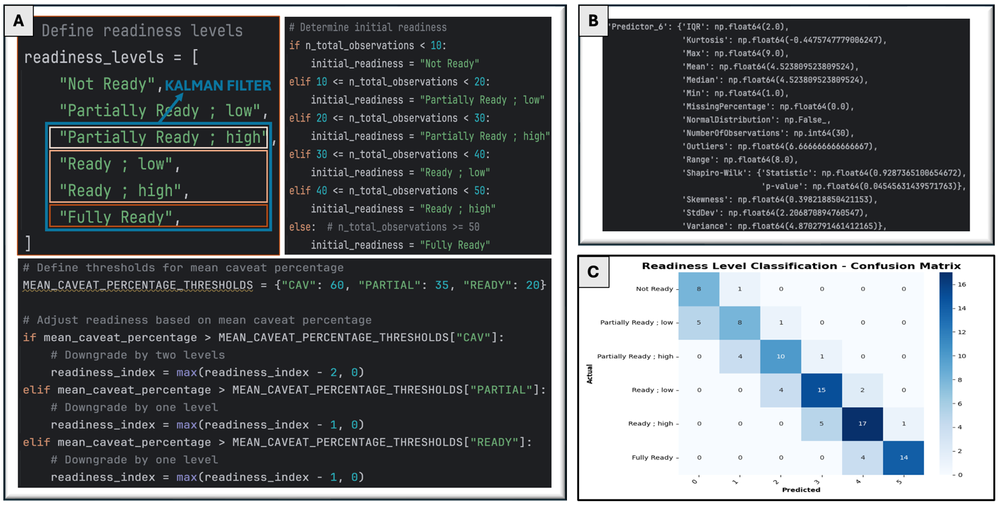 A
Define readiness levels
readiness_levels = [
"Not Ready",
KALMAN FILTER
"Partially Ready ; low",
"Partially Ready ; high",
"Ready ; low",
"Ready ; high",
"Fully Ready",
]
# Determine initial readiness
if n_total_observations < 10:
initial_readiness = "Not Ready"
elif 10 <= n_total_observations < 20:
initial_readiness = "Partially Ready ; low"
elif 20 <= n_total_observations < 30:
initial_readiness = "Partially Ready ; high"
elif 30 <= n_total_observations < 40:
initial_readiness = "Ready ; low"
elif 40 <= n_total_observations < 50:
initial_readiness = "Ready ; high"
else:  # n_total_observations >= 50
initial_readiness = "Fully Ready"
# Define thresholds for mean caveat percentage
MEAN_CAVEAT_PERCENTAGE_THRESHOLDS = {"CAV": 60, "PARTIAL": 35, "READY": 20}
# Adjust readiness based on mean caveat percentage
if mean_caveat_percentage > MEAN_CAVEAT_PERCENTAGE_THRESHOLDS["CAV"]:
# Downgrade by two levels
readiness_index = max(readiness_index - 2, 0)
elif mean_caveat_percentage > MEAN_CAVEAT_PERCENTAGE_THRESHOLDS["PARTIAL"]:
# Downgrade by one level
readiness_index = max(readiness_index - 1, 0)
elif mean_caveat_percentage > MEAN_CAVEAT_PERCENTAGE_THRESHOLDS["READY"]:
# Downgrade by one level
readiness_index = max(readiness_index - 1, 0)
B
'Predictor_6': {'IQR': np.float64(2.0),
'Kurtosis': np.float64(-0.4475747779006247),
'Max': np.float64(9.0),
'Mean': np.float64(4.523809523809524),
'Median': np.float64(4.523809523809524),
'Min': np.float64(1.0),
'MissingPercentage': np.float64(0.0),
'NormalDistribution': np.False_,
'NumberOfObservations': np.int64(30),
'Outliers': np.float64(6.666666666666667),
'Range': np.float64(8.0),
'Shapiro-Wilk': {'Statistic': np.float64(0.9287365100654672),
'p-value': np.float64(0.04545631439571763)},
'Skewness': np.float64(0.398218850421153),
'StdDev': np.float64(2.206870894760547),
'Variance': np.float64(4.8702791461412165)},
C
Readiness Level Classification - Confusion Matrix
Actual
Not Ready 8 1 0 0 0 0
Partially Ready ; low 5 8 1 0 0 0
Partially Ready ; high 0 4 10 1 0 0
Ready ; low 0 0 4 15 2 0
Ready ; high 0 0 0 5 17 1
Fully Ready 0 0 0 0 4 14
0 1 2 3 4 5
Predicted
16
14
12
10
8
6
4
2
0